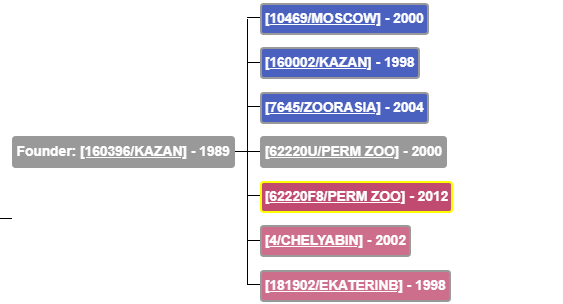 [10469/MOSCOW] - 2000
[160002/KAZAN] - 1998
[7645/ZOORASIA] - 2004
Founder: [160396/KAZAN] - 1989
[62220U/PERM ZOO] - 2000
[62220F8/PERM ZOO] - 2012
[4/CHELYABIN] - 2002
[181902/EKATERINB] - 1998